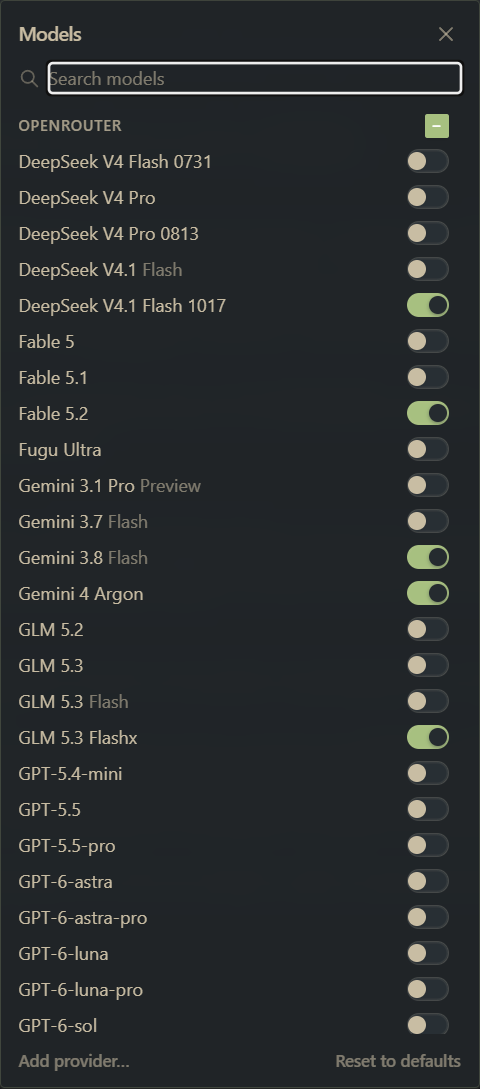 Models
Search models
OPENROUTER
DeepSeek V4 Flash 0731
DeepSeek V4 Pro
DeepSeek V4 Pro 0813
DeepSeek V4.1 Flash
DeepSeek V4.1 Flash 1017
Fable 5
Fable 5.1
Fable 5.2
Fugu Ultra
Gemini 3.1 Pro Preview
Gemini 3.7 Flash
Gemini 3.8 Flash
Gemini 4 Argon
GLM 5.2
GLM 5.3
GLM 5.3 Flash
GLM 5.3 Flashx
GPT-5.4-mini
GPT-5.5
GPT-5.5-pro
GPT-6-astra
GPT-6-astra-pro
GPT-6-luna
GPT-6-luna-pro
GPT-6-sol
Add provider... Reset to defaults